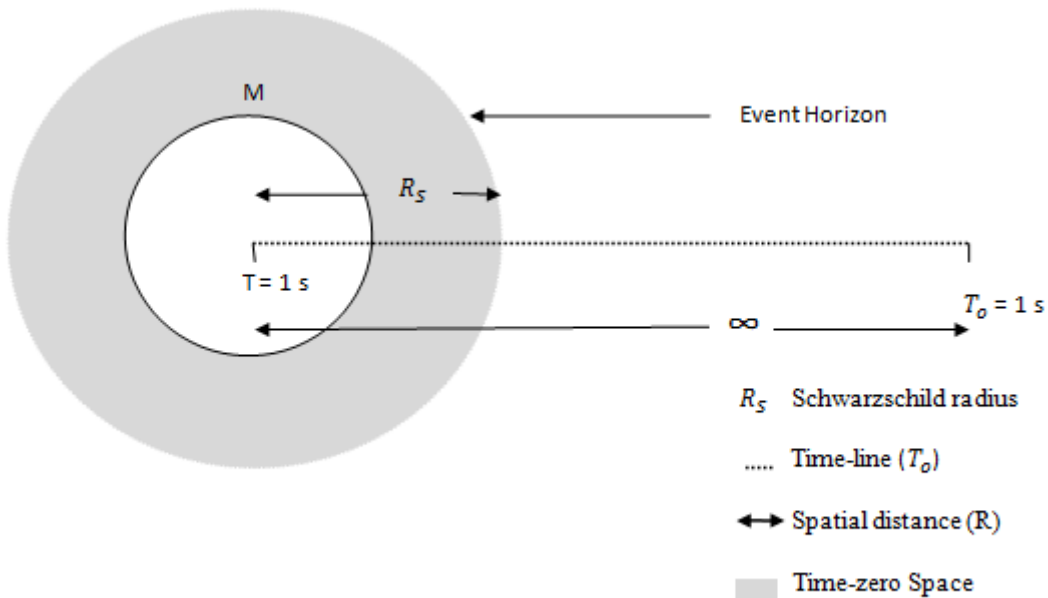 M
Event Horizon
R_S
T = 1 s
T_o = 1 s
∞
R_S Schwarzschild radius
Time-line (T_o)
Spatial distance (R)
Time-zero Space